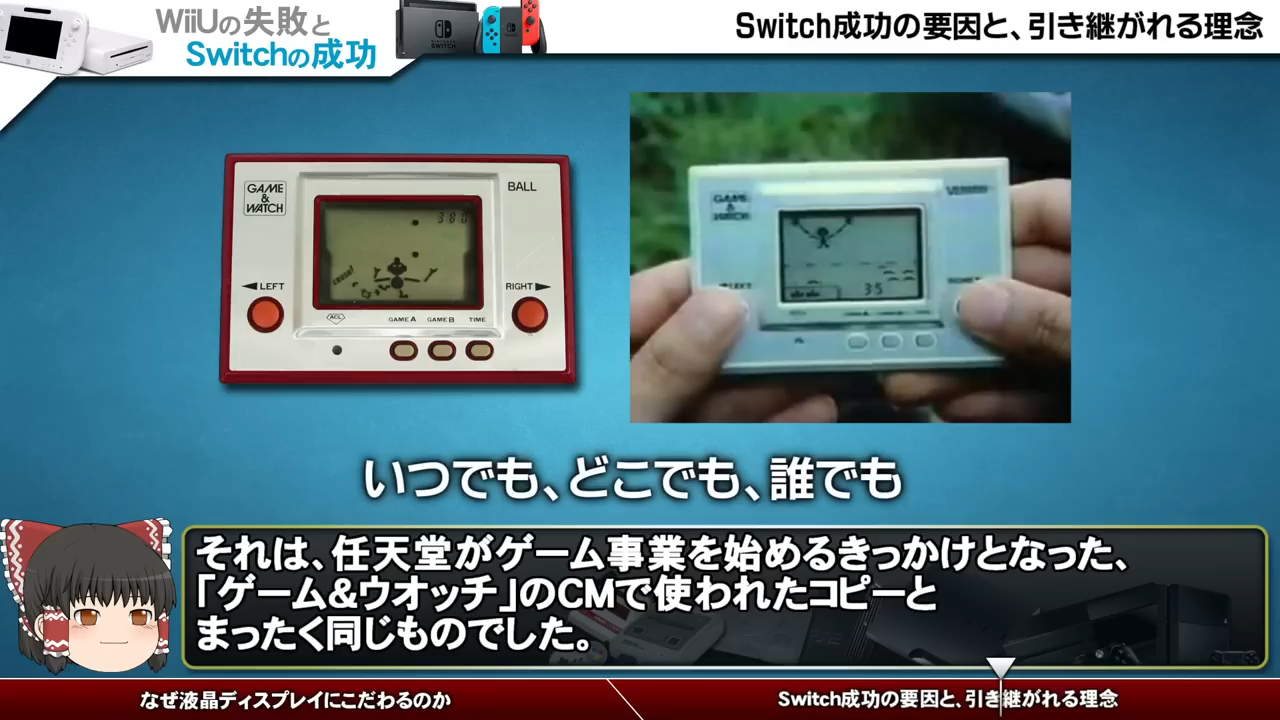 WiiUの失敗と
Switchの成功
Switch成功の要因と、引き継がれる理念
GAME
&
WATCH
BALL
300
◀LEFT
RIGHT▶
ACL
GAME A
GAME B
TIME
GAME
&
WATCH
LEFT
35
いつでも、どこでも、誰でも
それは、任天堂がゲーム事業を始めるきっかけとなった、
「ゲーム&ウオッチ」のCMで使われたコピーと
まったく同じものでした。
なぜ液晶ディスプレイにこだわるのか
Switch成功の要因と、引き継がれる理念